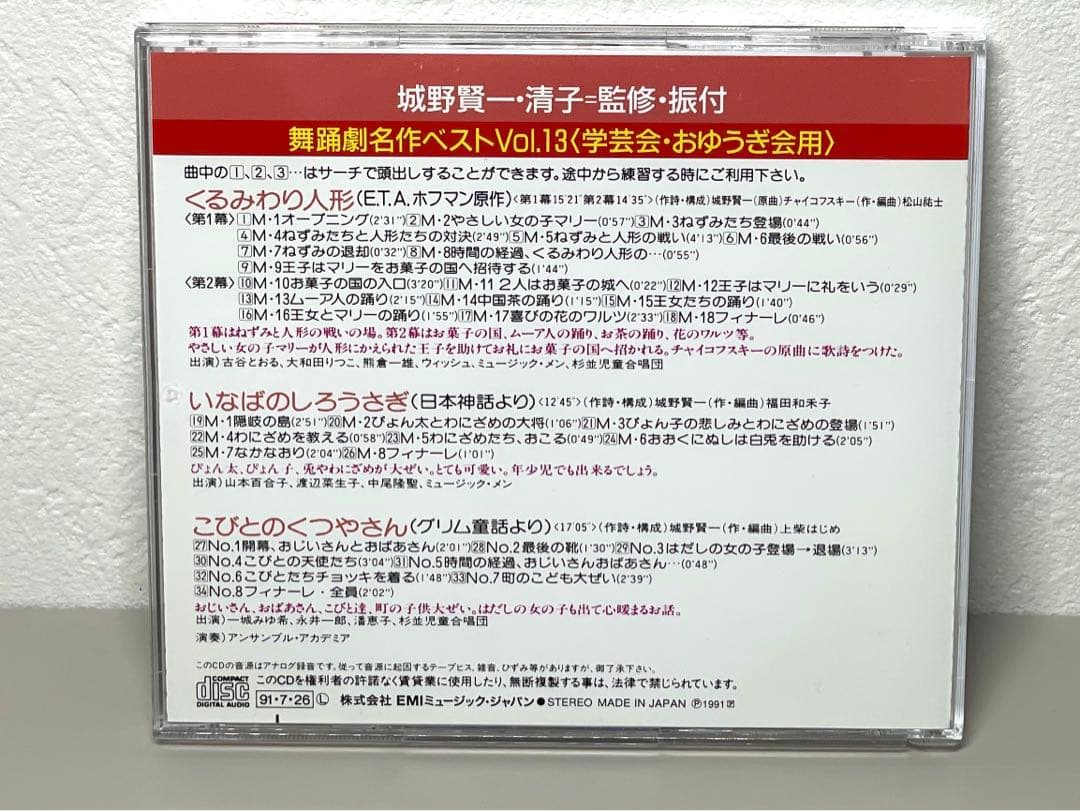 城野賢一・清子=監修・振付
舞踊劇名作ベストVol.13〈学芸会・おゆうぎ会用〉
曲中の1、2、3…はサーチで頭出しすることができます。途中から練習する時にご利用下さい。
くるみわり人形(E.T.A.ホフマン原作)〈第1幕15'21"第2幕14'35"〉(作詩・構成)城野賢一(原曲)チャイコフスキー(作・編曲)松山祐士
〈第1幕〉1M・1オープニング(2'31")2M・2やさしい女の子マリー(0'57")3M・3ねずみたち登場(0'44")
4M・4ねずみたちと人形たちの対決(2'49")5M・5ねずみと人形の戦い(4'13")6M・6最後の戦い(0'56")
7M・7ねずみの退却(0'32")8M・8時間の経過、くるみわり人形の…(0'55")
9M・9王子はマリーをお菓子の国へ招待する(1'44")
〈第2幕〉10M・10お菓子の国の入口(3'20")11M・11 2人はお菓子の城へ(0'22")12M・12王子はマリーに礼をいう(0'29")
13M・13ムーア人の踊り(2'15")14M・14中国茶の踊り(1'15")15M・15王女たちの踊り(1'40")
16M・16王女とマリーの踊り(1'55")17M・17喜びの花のワルツ(2'33")18M・18フィナーレ(0'46")
第1幕はねずみと人形の戦いの場。第2幕はお菓子の国、ムーア人の踊り、お茶の踊り、花のワルツ等。
やさしい女の子マリーが人形にかえられた王子を助けてお礼にお菓子の国へ招かれる。チャイコフスキーの原曲に歌詩をつけた。
出演)古谷とおる、大和田りつこ、熊倉一雄、ウィッシュ、ミュージック・メン、杉並児童合唱団
いなばのしろうさぎ(日本神話より)〈12'45"〉(作詩・構成)城野賢一(作・編曲)福田和禾子
19M・1隠岐の島(2'51")20M・2ぴょん太とわにざめの大将(1'06")21M・3ぴょん子の悲しみとわにざめの登場(1'51")
22M・4わにざめを教える(0'58")23M・5わにざめたち、おこる(0'49")24M・6おおくにぬしは白兎を助ける(2'05")
25M・7なかなおり(2'04")26M・8フィナーレ(1'01")
ぴょん太、ぴょん子、兎やわにざめが大ぜい。とても可愛い。年少児でも出来るでしょう。
出演)山本百合子、渡辺菜生子、中尾隆聖、ミュージック・メン
こびとのくつやさん(グリム童話より)〈17'05"〉(作詩・構成)城野賢一(作・編曲)上柴はじめ
27No.1開幕、おじいさんとおばあさん(2'01")28No.2最後の靴(1'30")29No.3はだしの女の子登場→退場(3'13")
30No.4こびとの天使たち(3'04")31No.5時間の経過、おじいさんおばあさん…(0'48")
32No.6こびとたちチョッキを着る(1'48")33No.7町のこども大ぜい(2'39")
34No.8フィナーレ・全員(2'02")
おじいさん、おばあさん、こびと達、町の子供大ぜい。はだしの女の子も出て心暖まるお話。
出演)一城みゆ希、永井一郎、潘恵子、杉並児童合唱団
演奏)アンサンブル・アカデミア
このCDの音源はアナログ録音です。従って音源に起因するテープヒス、雑音、ひずみ等がありますが、御了承下さい。
このCDを権利者の許諾なく賃貸業に使用したり、無断複製する事は、法律で禁じられています。
COMPACT disc DIGITAL AUDIO
91・7・26 Ⓛ 株式会社 EMIミュージック・ジャパン●STEREO MADE IN JAPAN Ⓟ1991